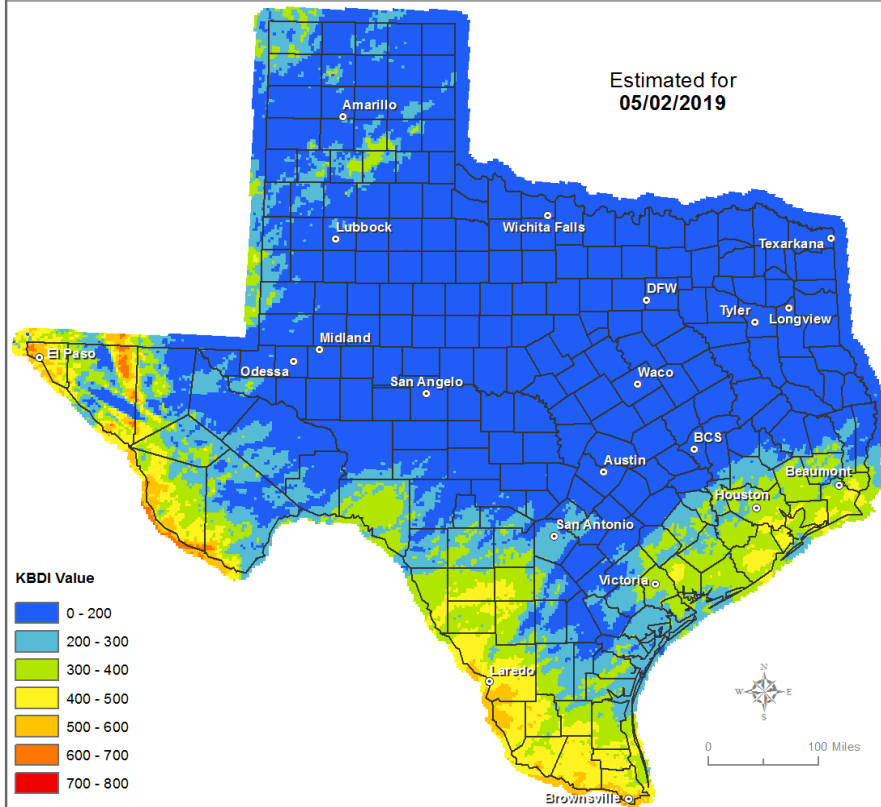 Estimated for
05/02/2019
Amarillo
Lubbock
Wichita Falls
Texarkana
DFW
Tyler
Longview
El Paso
Midland
Odessa
San Angelo
Waco
BCS
Austin
Beaumont
Houston
San Antonio
Victoria
Laredo
Brownsville
KBDI Value
0 - 200
200 - 300
300 - 400
400 - 500
500 - 600
600 - 700
700 - 800
N
W E
S
0 100 Miles